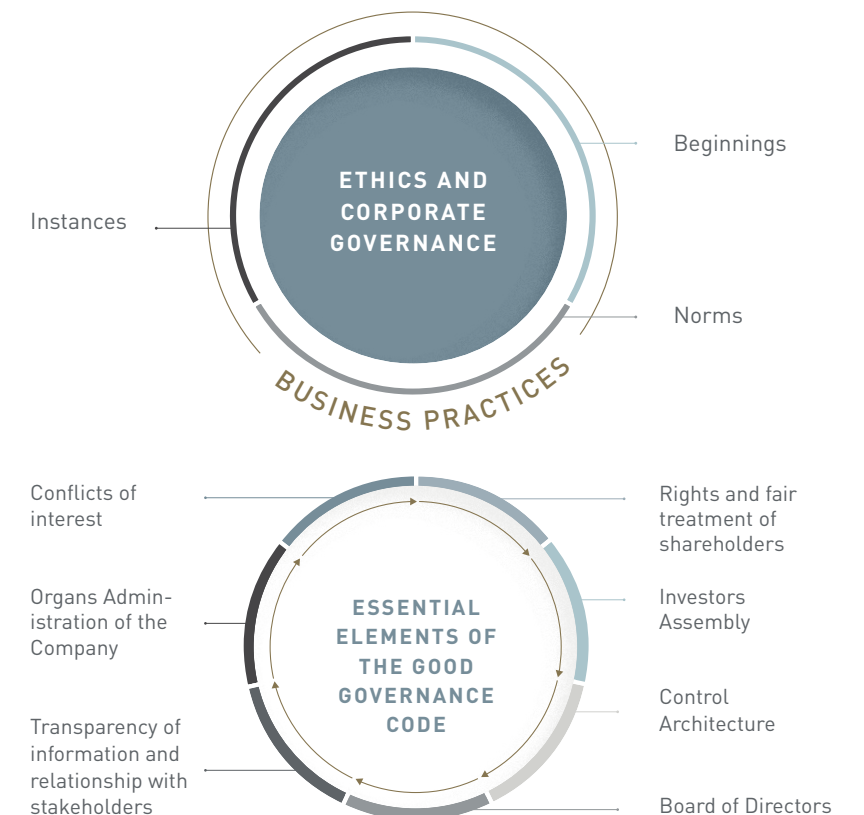 ETHICS AND
CORPORATE
GOVERNANCE
Beginnings
Instances
Norms
BUSINESS PRACTICES
Conflicts of
interest
Rights and fair
treatment of
shareholders
Organs Admin-
istration of the
Company
Investors
Assembly
ESSENTIAL
ELEMENTS OF
THE GOOD
GOVERNANCE
CODE
Control
Architecture
Transparency of
information and
relationship with
stakeholders
Board of Directors